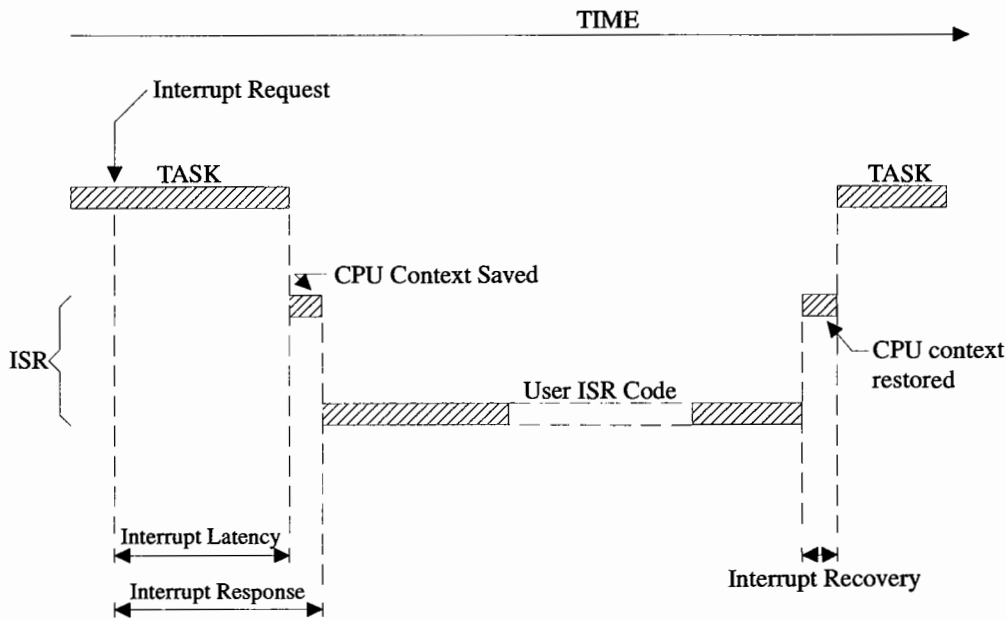 TIME
Interrupt Request
TASK
TASK
CPU Context Saved
ISR
CPU context
restored
User ISR Code
Interrupt Latency
Interrupt Recovery
Interrupt Response